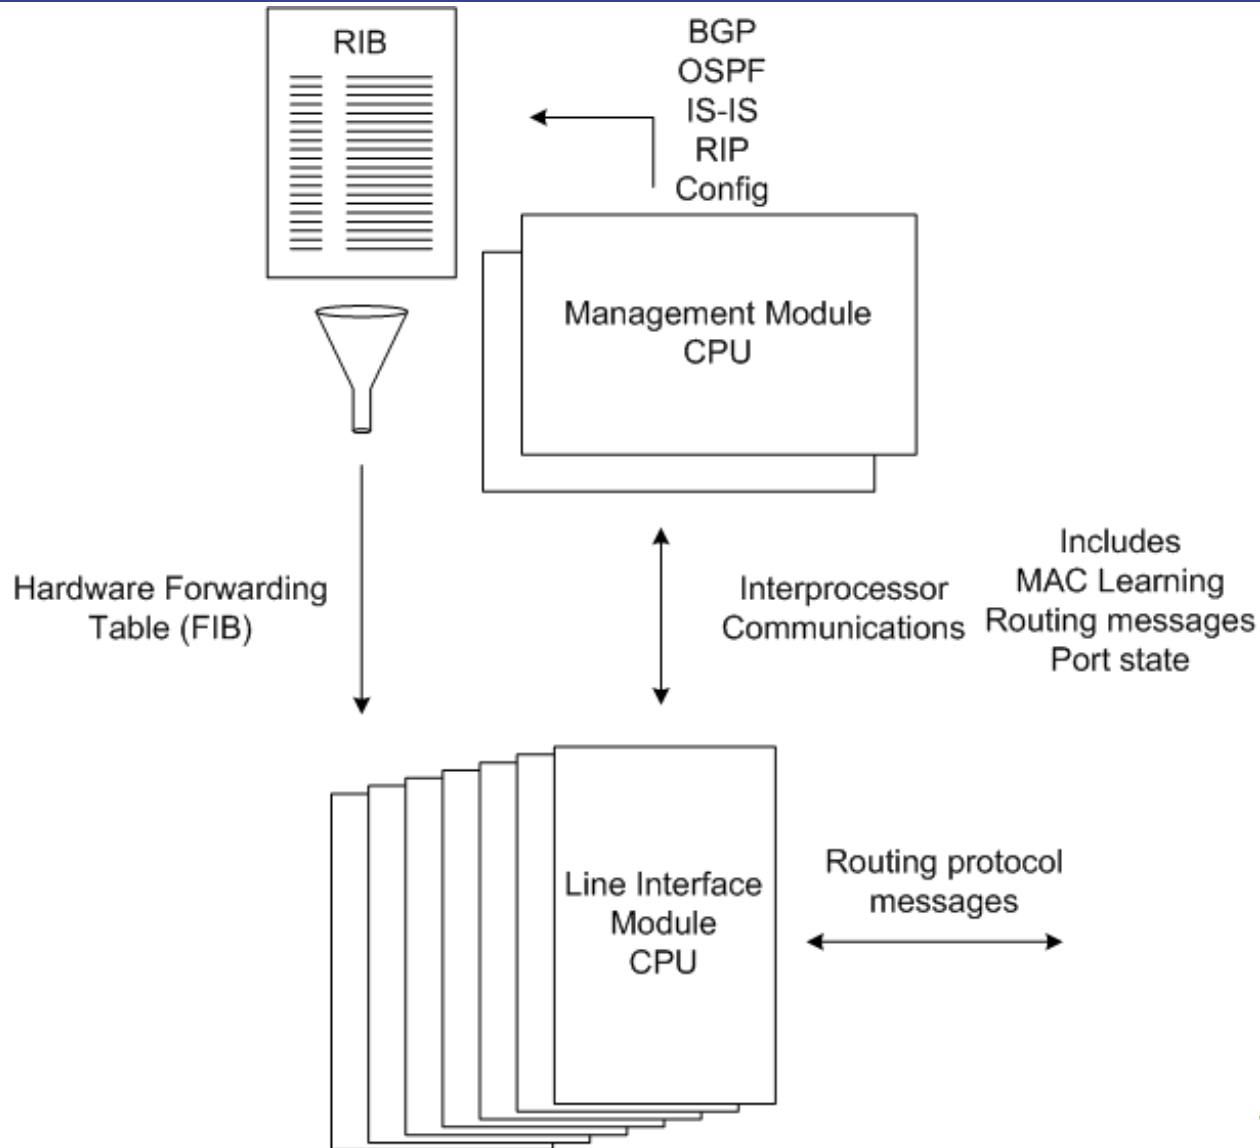 RIB
BGP
OSPF
IS-IS
RIP
Config
Management Module
CPU
Hardware Forwarding
Table (FIB)
Interprocessor
Communications
Includes
MAC Learning
Routing messages
Port state
Line Interface
Module
CPU
Routing protocol
messages